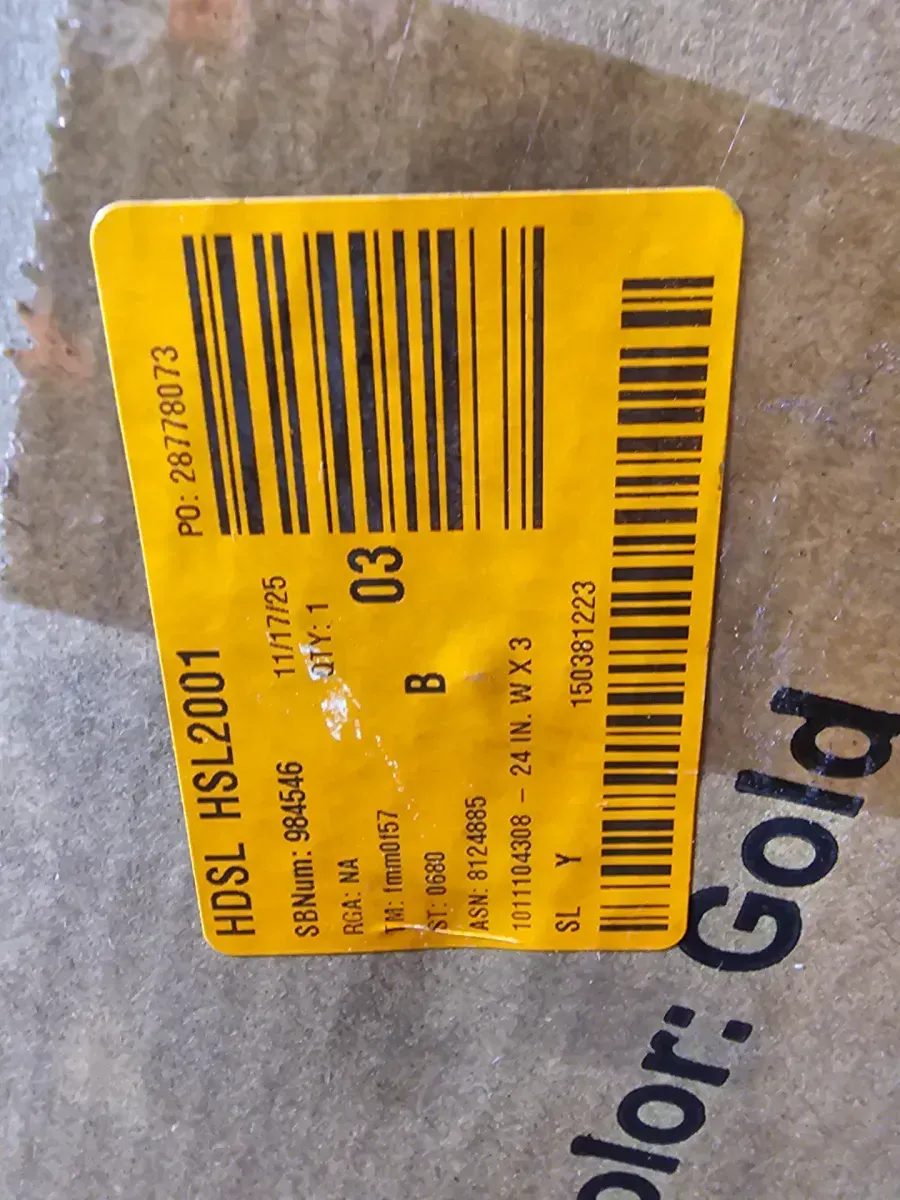 HDSL HSL2001
PO: 28778073
SBNum: 984546
11/17/25
RGA: NA
QTY: 1
TM: fmm0157
03
ST: 0680
B
ASN: 8124885
1011104308 - 24 IN. W X 3
SL Y
150381223
olor: Gold